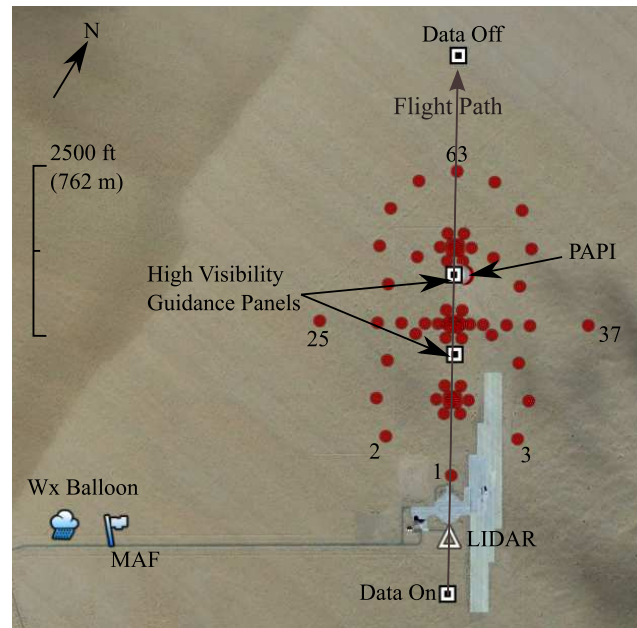 N
Data Off
Flight Path
63
2500 ft
(762 m)
PAPI
High Visibility
Guidance Panels
25
37
2
3
1
Wx Balloon
LIDAR
MAF
Data On